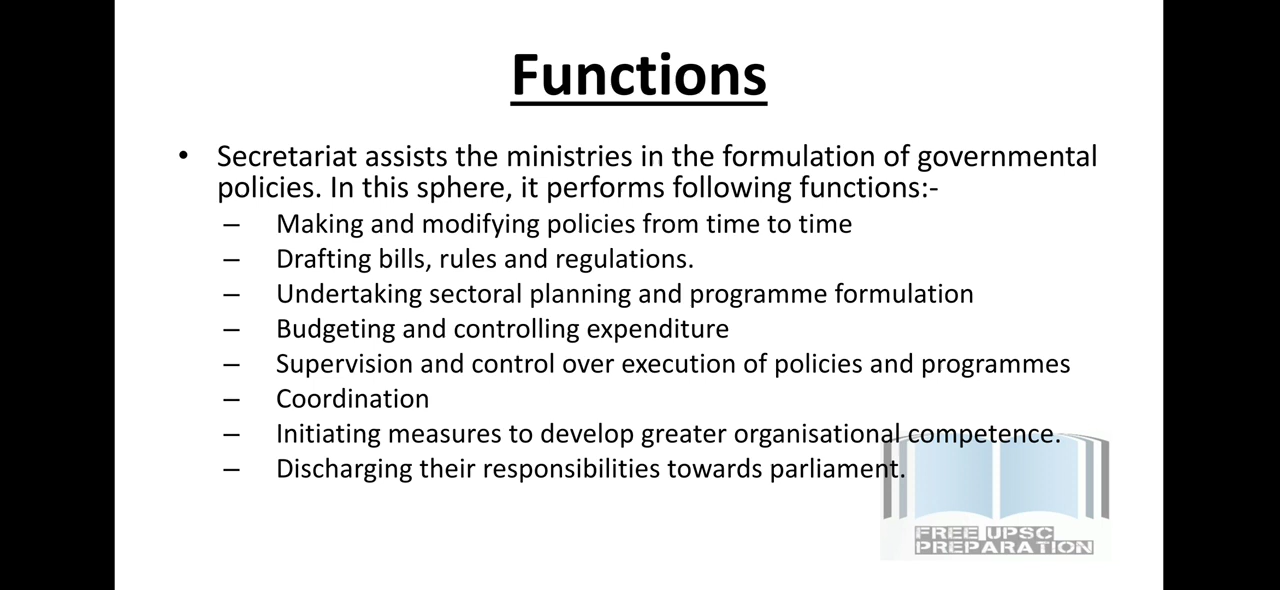 Functions
• Secretariat assists the ministries in the formulation of governmental
policies. In this sphere, it performs following functions:-
– Making and modifying policies from time to time
– Drafting bills, rules and regulations.
– Undertaking sectoral planning and programme formulation
– Budgeting and controlling expenditure
– Supervision and control over execution of policies and programmes
– Coordination
– Initiating measures to develop greater organisational competence.
– Discharging their responsibilities towards parliament.
FREE UPSC
PREPARATION